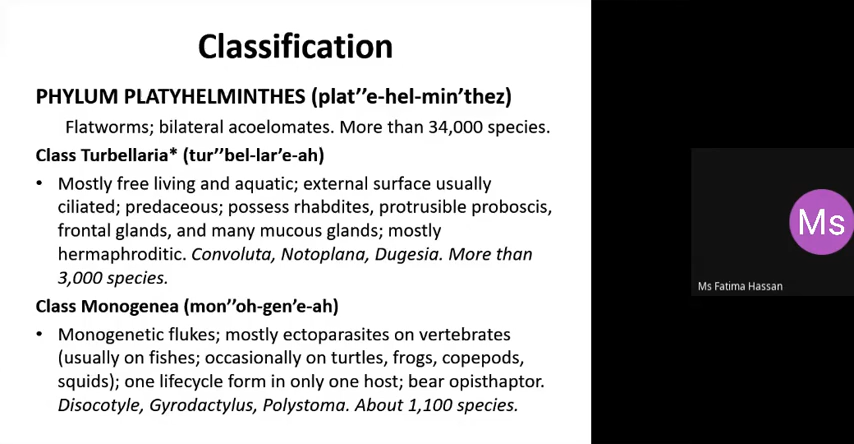 Classification
PHYLUM PLATYHELMINTHES (plat’’e-hel-min’thez)
Flatworms; bilateral acoelomates. More than 34,000 species.
Class Turbellaria* (tur’’bel-lar’e-ah)
• Mostly free living and aquatic; external surface usually
ciliated; predaceous; possess rhabdites, protrusible proboscis,
frontal glands, and many mucous glands; mostly
hermaphroditic. Convoluta, Notoplana, Dugesia. More than
3,000 species.
Class Monogenea (mon’’oh-gen’e-ah)
• Monogenetic flukes; mostly ectoparasites on vertebrates
(usually on fishes; occasionally on turtles, frogs, copepods,
squids); one lifecycle form in only one host; bear opisthaptor.
Disocotyle, Gyrodactylus, Polystoma. About 1,100 species.
Ms
Ms Fatima Hassan